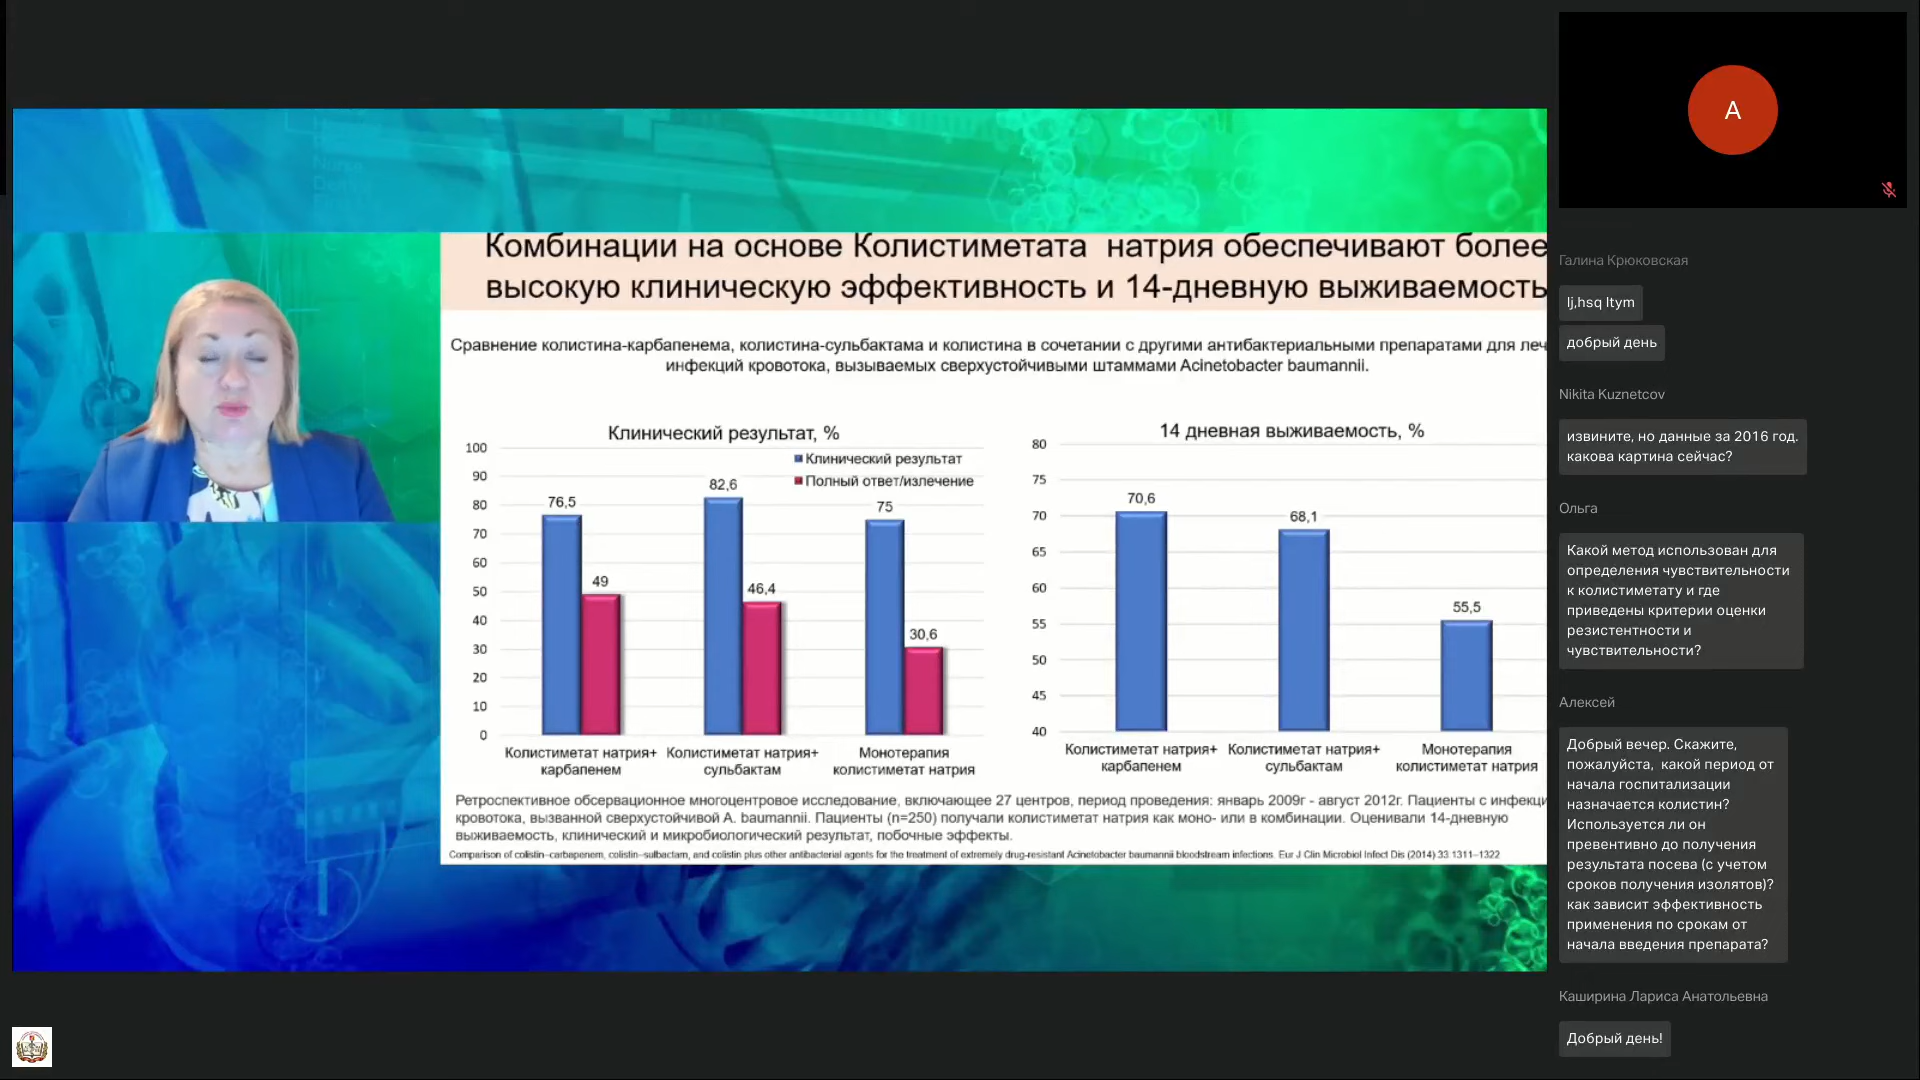 Комбинации на основе Колистиметата натрия обеспечивают более
высокую клиническую эффективность и 14-дневную выживаемость
Сравнение колистина-карбапенема, колистина-сульбактама и колистина в сочетании с другими антибактериальными препаратами для леч
инфекций кровотока, вызываемых сверхустойчивыми штаммами Acinetobacter baumannii.
Клинический результат, %
Клинический результат
Полный ответ/излечение
100
90
80
70
60
50
40
30
20
10
0
76,5
49
82,6
46,4
75
30,6
Колистиметат натрия+
карбапенем
Колистиметат натрия+
сульбактам
Монотерапия
колистиметат натрия
14 дневная выживаемость, %
80
75
70
65
60
55
50
45
40
70,6
68,1
55,5
Колистиметат натрия+
карбапенем
Колистиметат натрия+
сульбактам
Монотерапия
колистиметат натрия
Ретроспективное обсервационное многоцентровое исследование, включающее 27 центров, период проведения: январь 2009г - август 2012г. Пациенты с инфекци
кровотока, вызванной сверхустойчивой A. baumannii. Пациенты (n=250) получали колистиметат натрия как моно- или в комбинации. Оценивали 14-дневную
выживаемость, клинический и микробиологический результат, побочные эффекты.
Comparison of colistin–carbapenem, colistin–sulbactam, and colistin plus other antibacterial agents for the treatment of extremely drug-resistant Acinetobacter baumannii bloodstream infections. Eur J Clin Microbiol Infect Dis (2014) 33:1311–1322
A
Галина Крюковская
lj,hsq ltym
добрый день
Nikita Kuznetcov
извините, но данные за 2016 год.
какова картина сейчас?
Ольга
Какой метод использован для
определения чувствительности
к колистиметату и где
приведены критерии оценки
резистентности и
чувствительности?
Алексей
Добрый вечер. Скажите,
пожалуйста, какой период от
начала госпитализации
назначается колистин?
Используется ли он
превентивно до получения
результата посева (с учетом
сроков получения изолятов)?
как зависит эффективность
применения по срокам от
начала введения препарата?
Каширина Лариса Анатольевна
Добрый день!